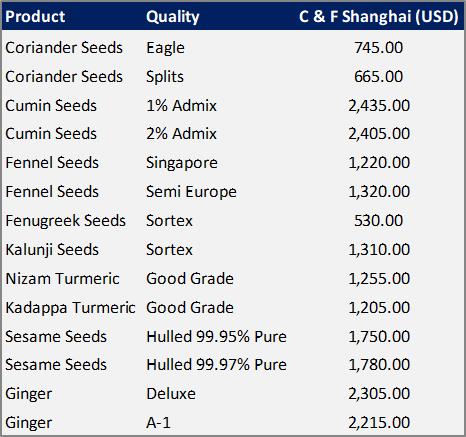 Product Quality C & F Shanghai (USD)
Coriander Seeds Eagle 745.00
Coriander Seeds Splits 665.00
Cumin Seeds 1% Admix 2,435.00
Cumin Seeds 2% Admix 2,405.00
Fennel Seeds Singapore 1,220.00
Fennel Seeds Semi Europe 1,320.00
Fenugreek Seeds Sortex 530.00
Kalunji Seeds Sortex 1,310.00
Nizam Turmeric Good Grade 1,255.00
Kadappa Turmeric Good Grade 1,205.00
Sesame Seeds Hulled 99.95% Pure 1,750.00
Sesame Seeds Hulled 99.97% Pure 1,780.00
Ginger Deluxe 2,305.00
Ginger A-1 2,215.00